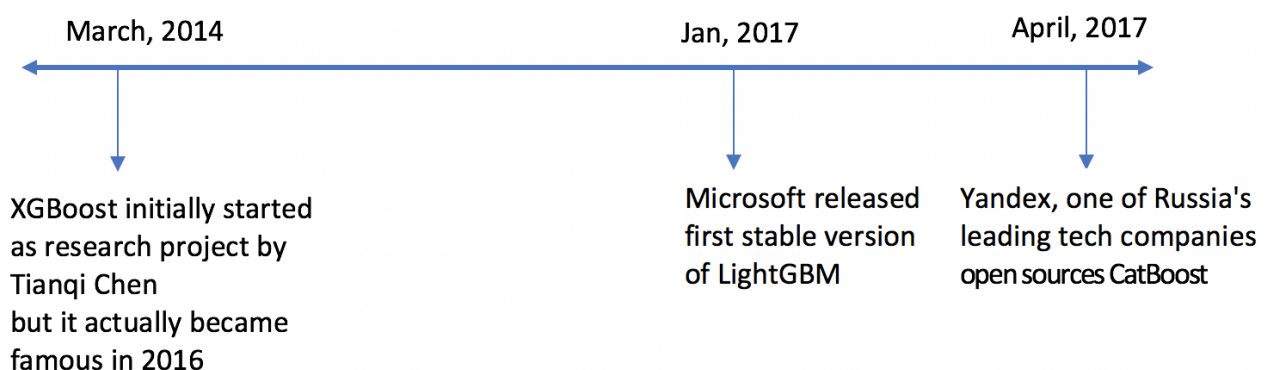 March, 2014
Jan, 2017
April, 2017
XGBoost initially started
as research project by
Tianqi Chen
but it actually became
famous in 2016
Microsoft released
first stable version
of LightGBM
Yandex, one of Russia's
leading tech companies
open sources CatBoost